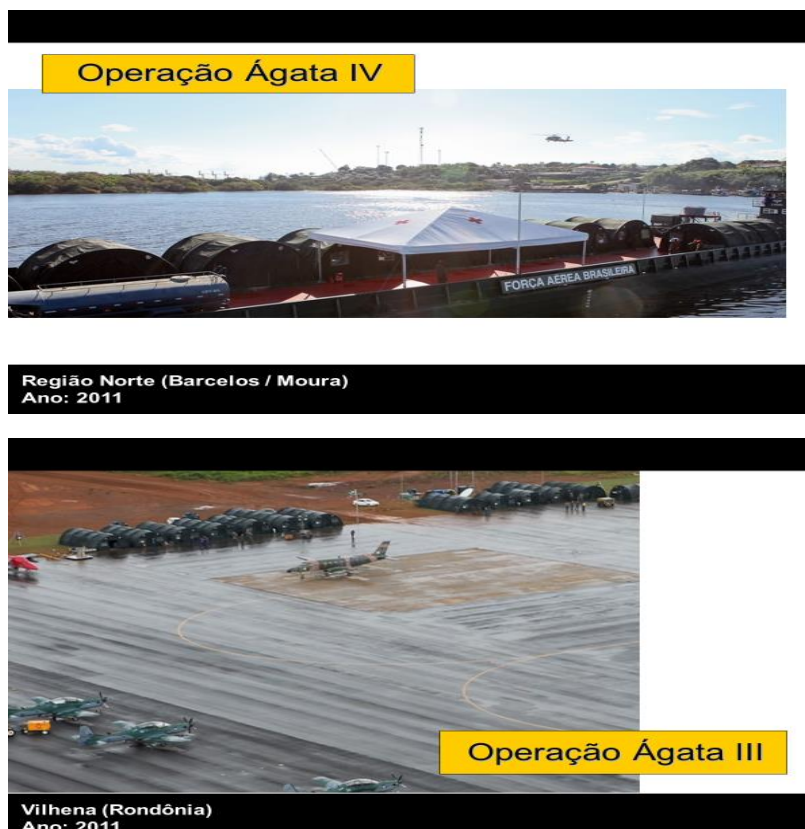 Operação Ágata IV
FORÇA AÉREA BRASILEIRA
Região Norte (Barcelos / Moura)
Ano: 2011
Operação Ágata III
Vilhena (Rondônia)
Ano: 2011